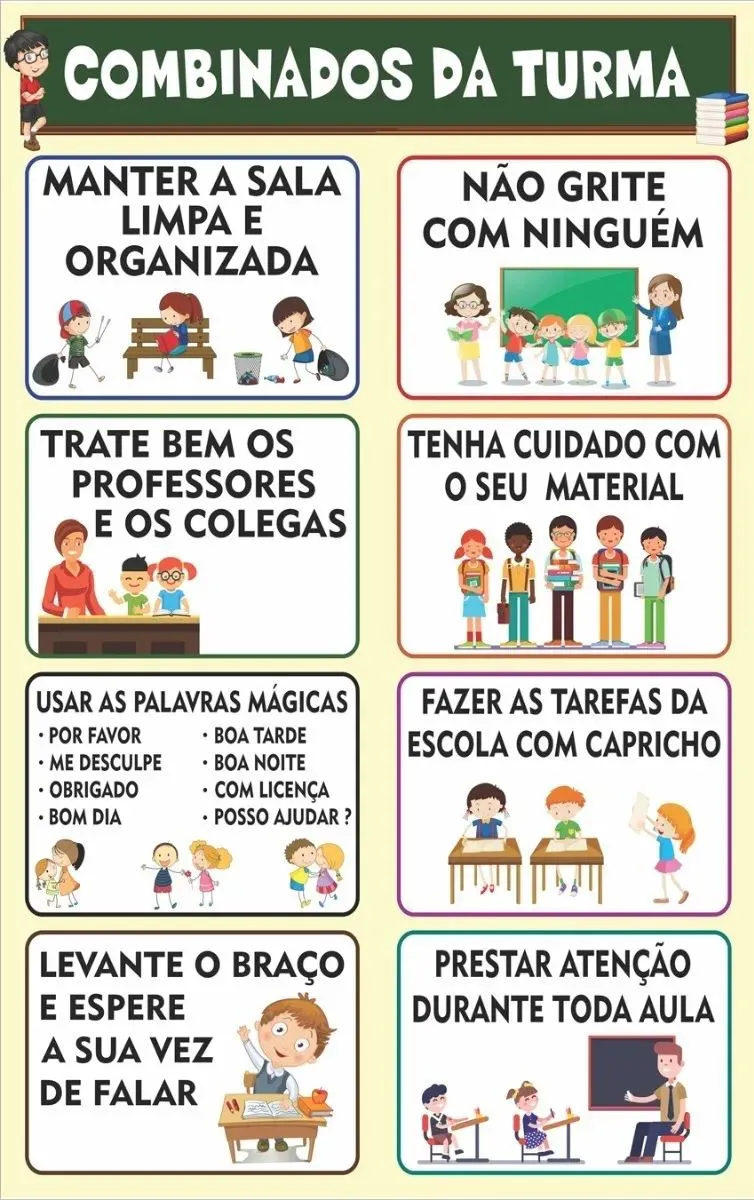 COMBINADOS DA TURMA
MANTER A SALA
LIMPA E
ORGANIZADA
NÃO GRITE
COM NINGUÉM
TRATE BEM OS
PROFESSORES
E OS COLEGAS
TENHA CUIDADO COM
O SEU MATERIAL
USAR AS PALAVRAS MÁGICAS
· POR FAVOR
· ME DESCULPE
· OBRIGADO
· BOM DIA
· BOA TARDE
· BOA NOITE
· COM LICENÇA
· POSSO AJUDAR ?
FAZER AS TAREFAS DA
ESCOLA COM CAPRICHO
LEVANTE O BRAÇO
E ESPERE
A SUA VEZ
DE FALAR
PRESTAR ATENÇÃO
DURANTE TODA AULA